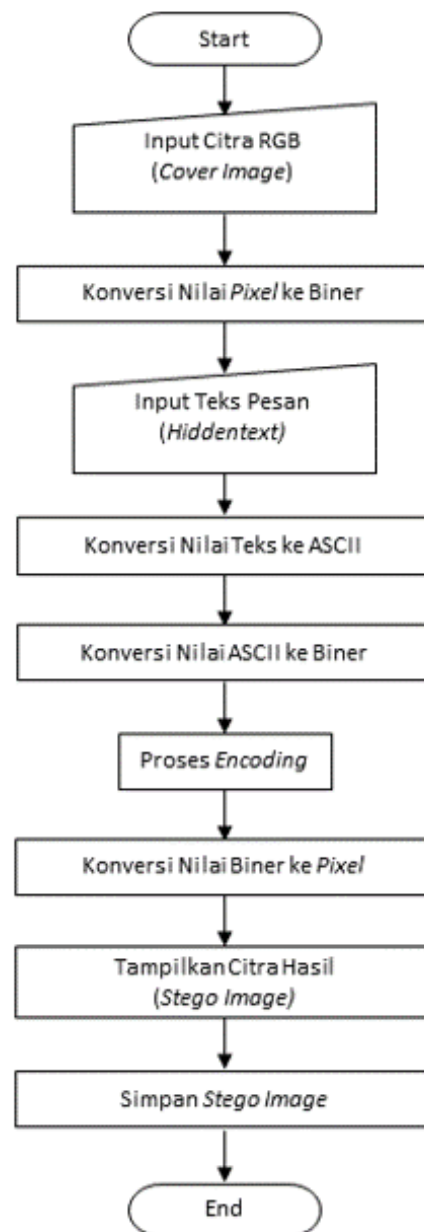 Start
Input Citra RGB
(Cover Image)
Konversi Nilai Pixel ke Biner
Input Teks Pesan
(Hiddentext)
Konversi Nilai Teks ke ASCII
Konversi Nilai ASCII ke Biner
Proses Encoding
Konversi Nilai Biner ke Pixel
Tampilkan Citra Hasil
(Stego Image)
Simpan Stego Image
End